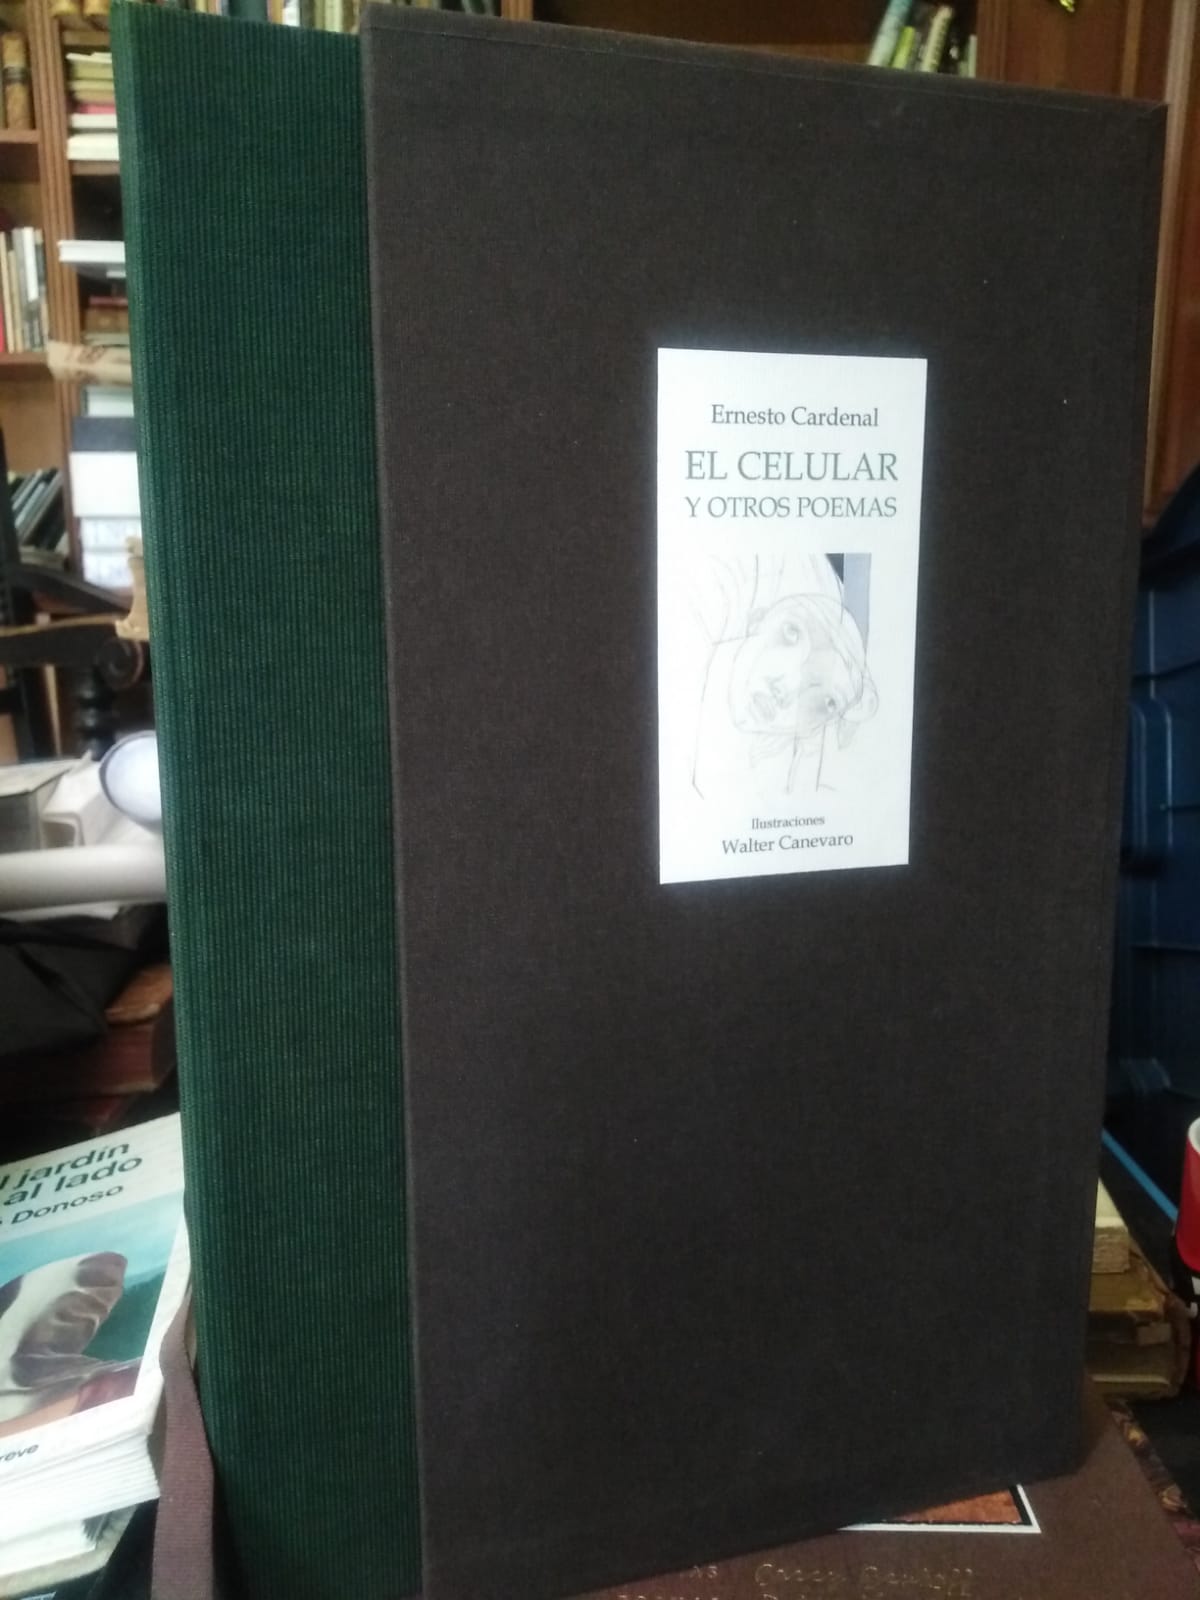 Ernesto Cardenal
EL CELULAR
Y OTROS POEMAS
Ilustraciones
Walter Canevaro
jardín
al lado
Donoso